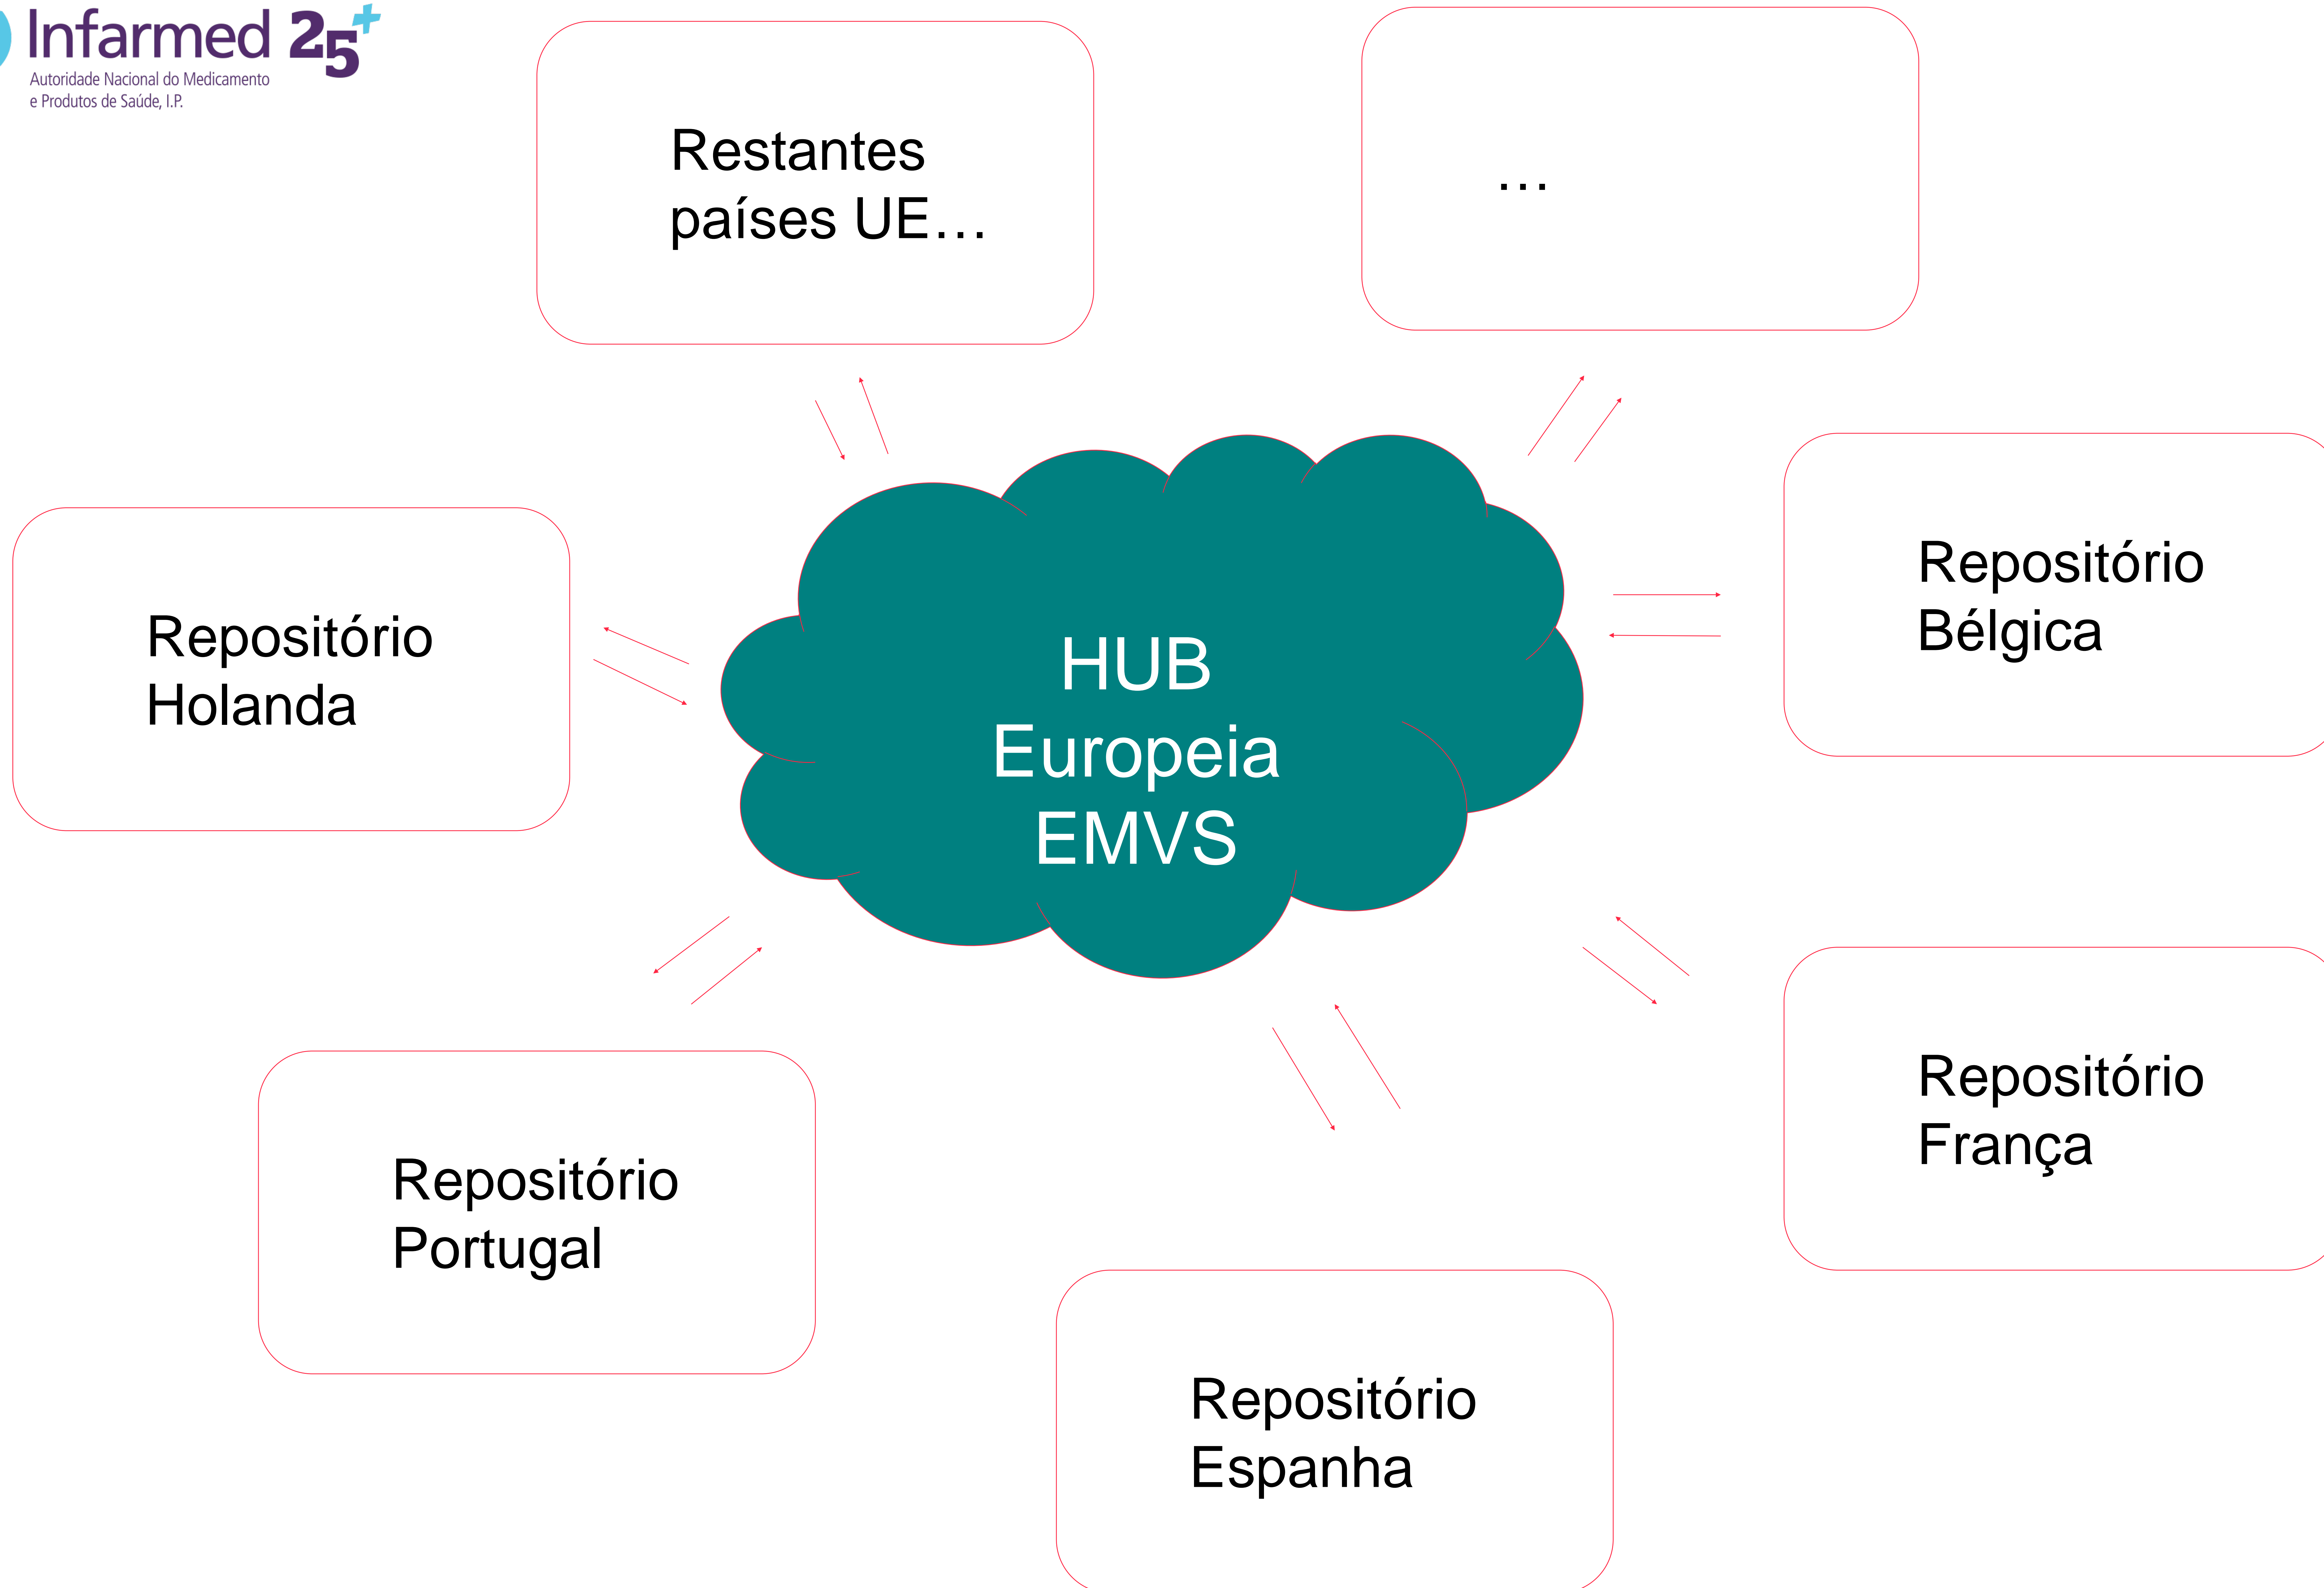 Infarmed 25+
Autoridade Nacional do Medicamento
e Produtos de Saúde, I.P.
Restantes
países UE…
…
Repositório
Holanda
HUB
Europeia
EMVS
Repositório
Bélgica
Repositório
Portugal
Repositório
França
Repositório
Espanha